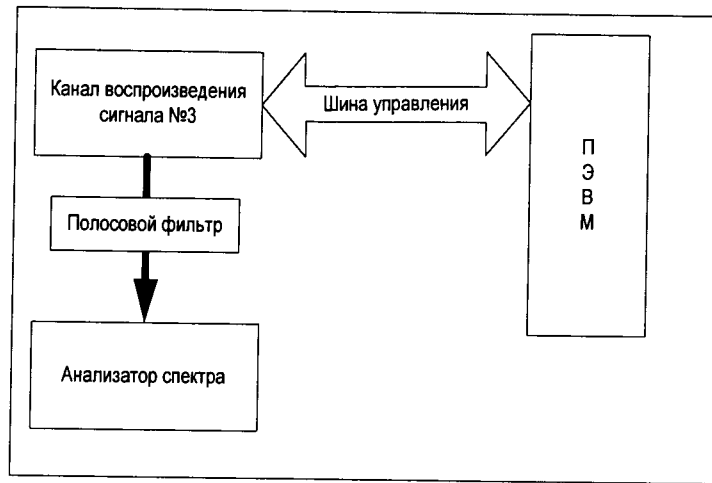 Канал воспроизведения
сигнала №3
Шина управления
П
Э
В
М
Полосовой фильтр
Анализатор спектра